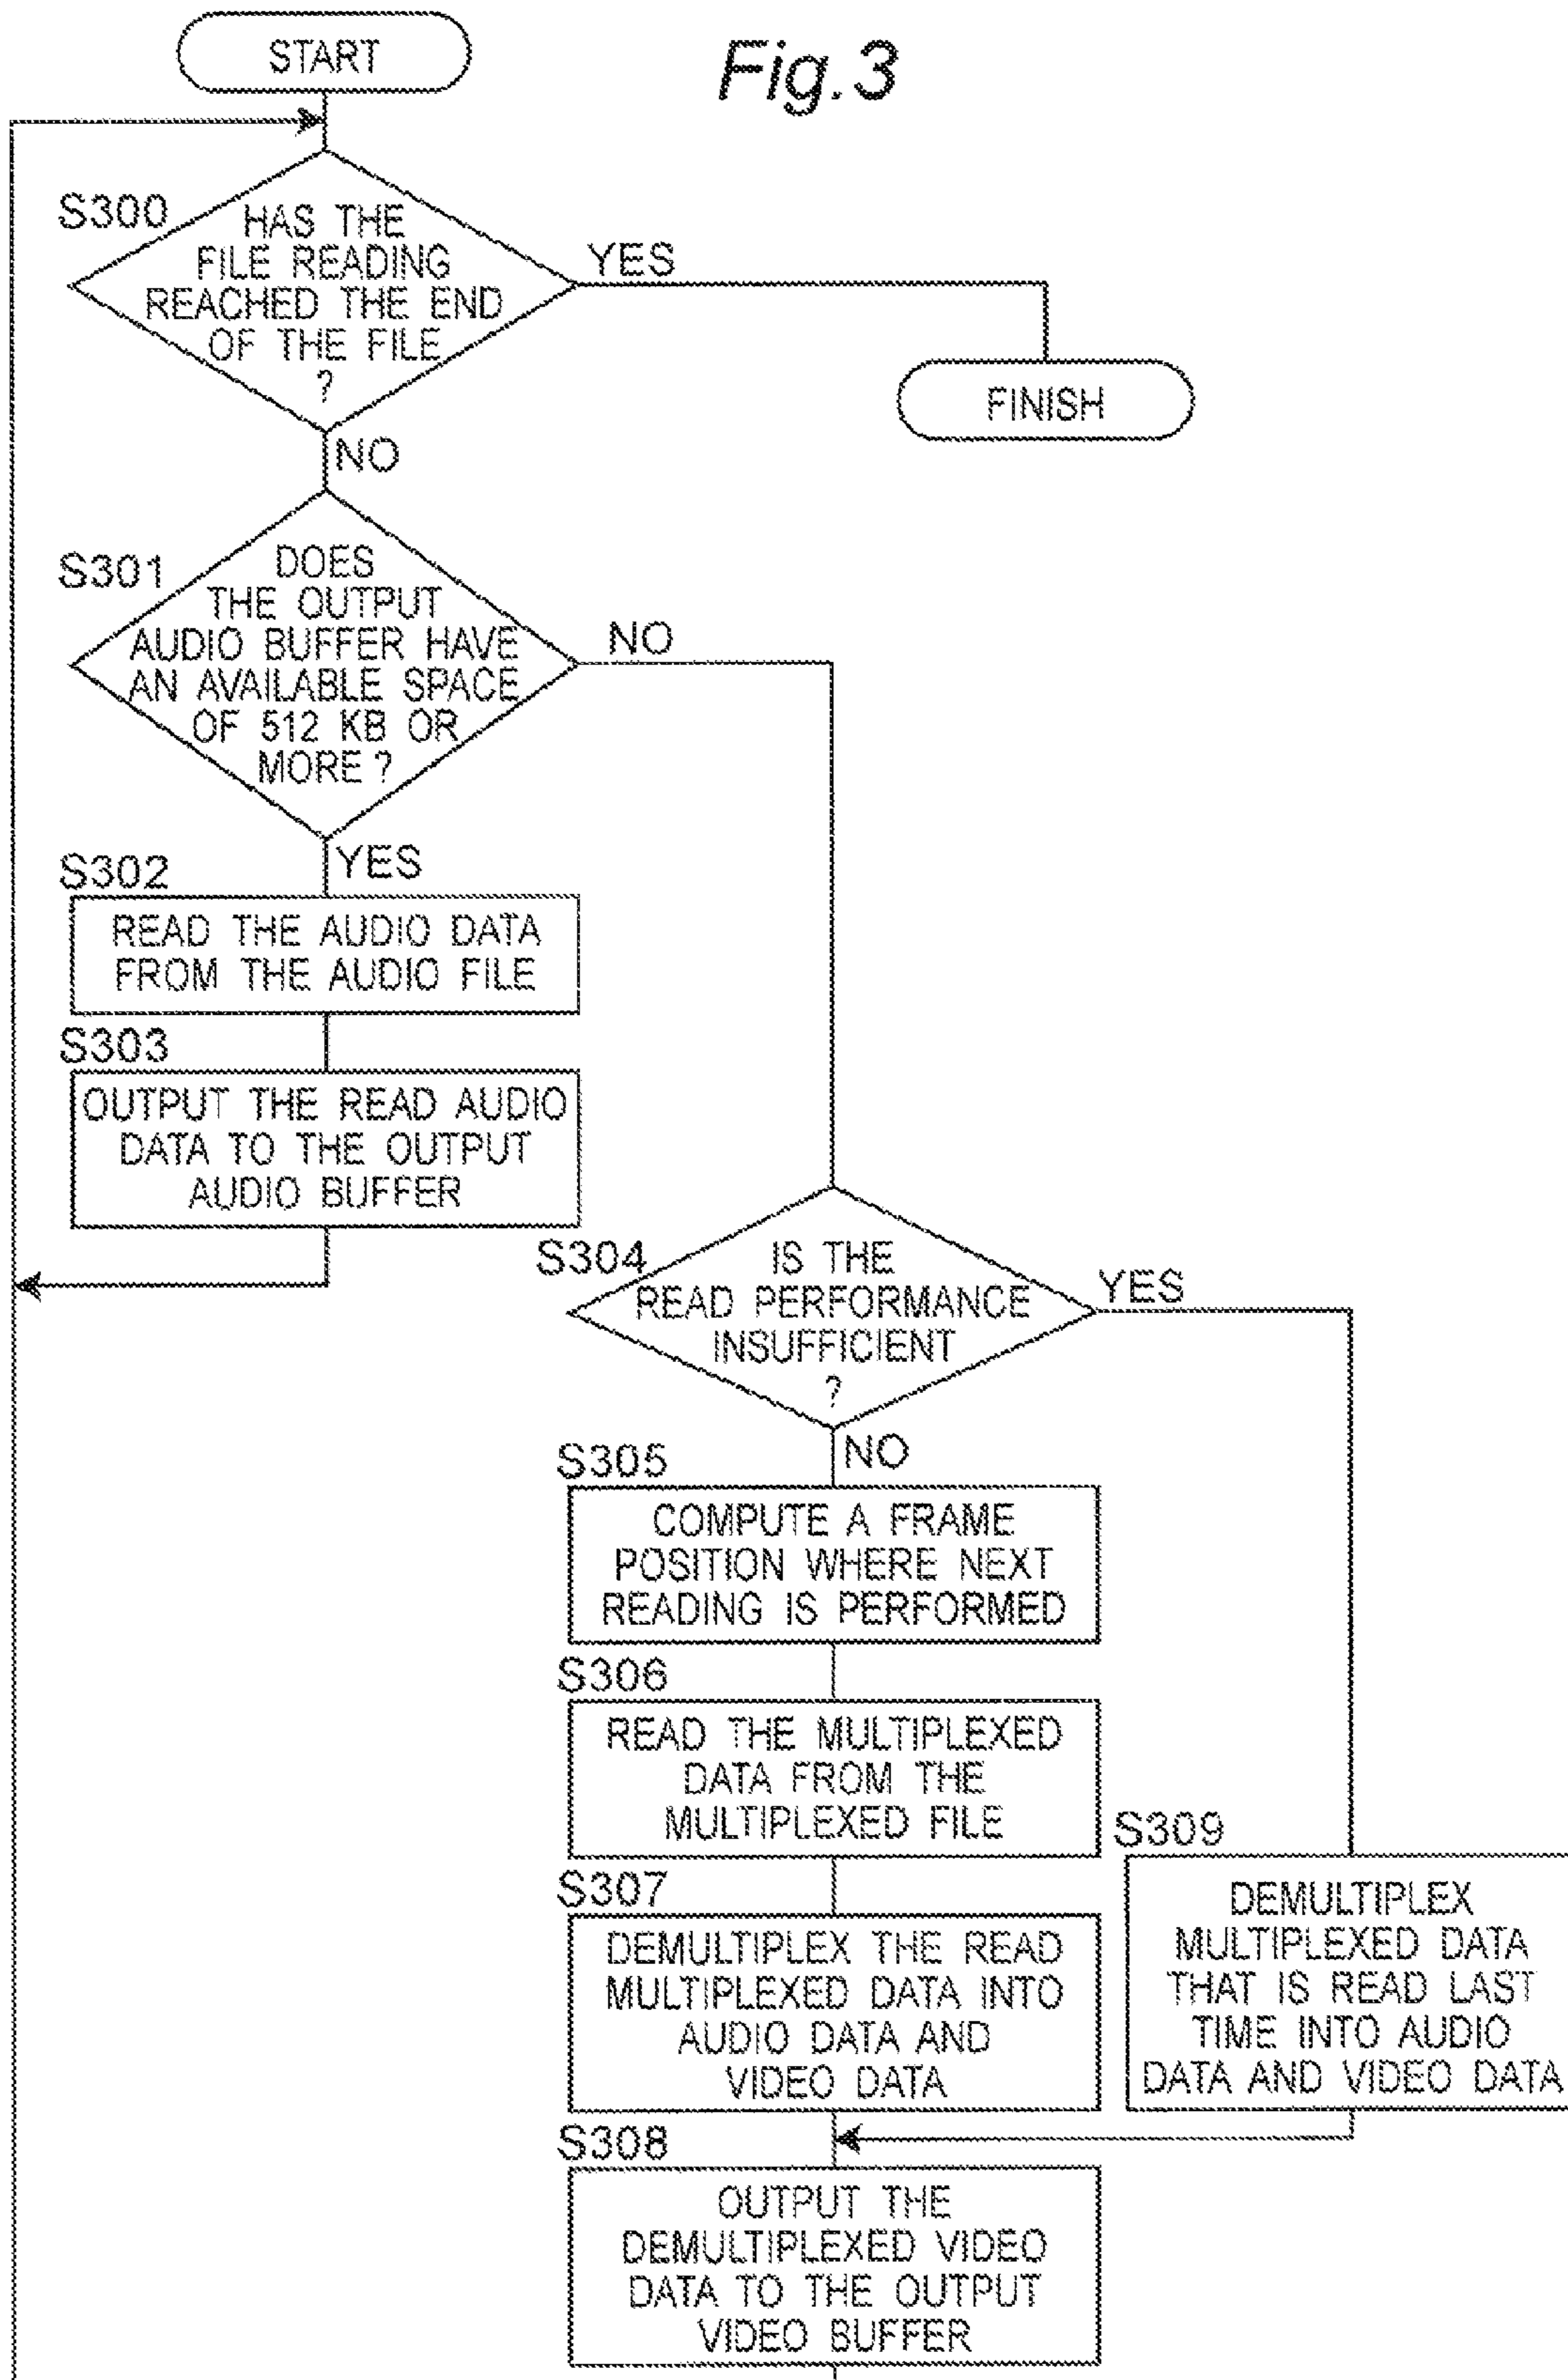 Fig.3
START
S300
HAS THE
FILE READING
REACHED THE END
OF THE FILE
?
YES
FINISH
NO
S301
DOES
THE OUTPUT
AUDIO BUFFER HAVE
AN AVAILABLE SPACE
OF 512 KB OR
MORE ?
NO
YES
S302
READ THE AUDIO DATA
FROM THE AUDIO FILE
S303
OUTPUT THE READ AUDIO
DATA TO THE OUTPUT
AUDIO BUFFER
S304
IS THE
READ PERFORMANCE
INSUFFICIENT
?
YES
NO
S305
COMPUTE A FRAME
POSITION WHERE NEXT
READING IS PERFORMED
S306
READ THE MULTIPLEXED
DATA FROM THE
MULTIPLEXED FILE
S307
DEMULTIPLEX THE READ
MULTIPLEXED DATA INTO
AUDIO DATA AND
VIDEO DATA
S309
DEMULTIPLEX
MULTIPLEXED DATA
THAT IS READ LAST
TIME INTO AUDIO
DATA AND VIDEO DATA
S308
OUTPUT THE
DEMULTIPLEXED VIDEO
DATA TO THE OUTPUT
VIDEO BUFFER